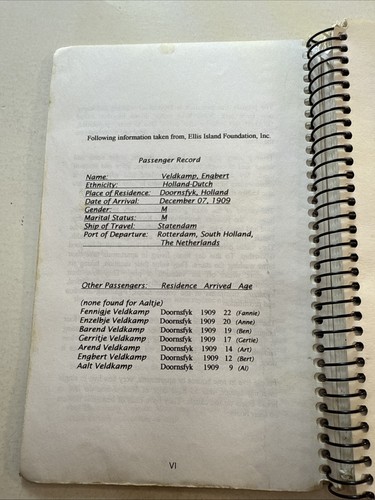 Following information taken from, Ellis Island Foundation, Inc.
Passenger Record
Name: Veldkamp, Engbert
Ethnicity: Holland-Dutch
Place of Residence: Doornsfyk, Holland
Date of Arrival: December 07, 1909
Gender: M
Marital Status: M
Ship of Travel: Statendam
Port of Departure: Rotterdam, South Holland,
The Netherlands
Other Passengers: Residence Arrived Age
(none found for Aaltje)
Fennigje Veldkamp Doornsfyk 1909 22 (Fannie)
Enzelbje Veldkamp Doornsfyk 1909 20 (Anne)
Barend Veldkamp Doornsfyk 1909 19 (Ben)
Gerritje Veldkamp Doornsfyk 1909 17 (Gertie)
Arend Veldkamp Doornsfyk 1909 14 (Art)
Engbert Veldkamp Doornsfyk 1909 12 (Bert)
Aalt Veldkamp Doornsfyk 1909 9 (Al)
VI